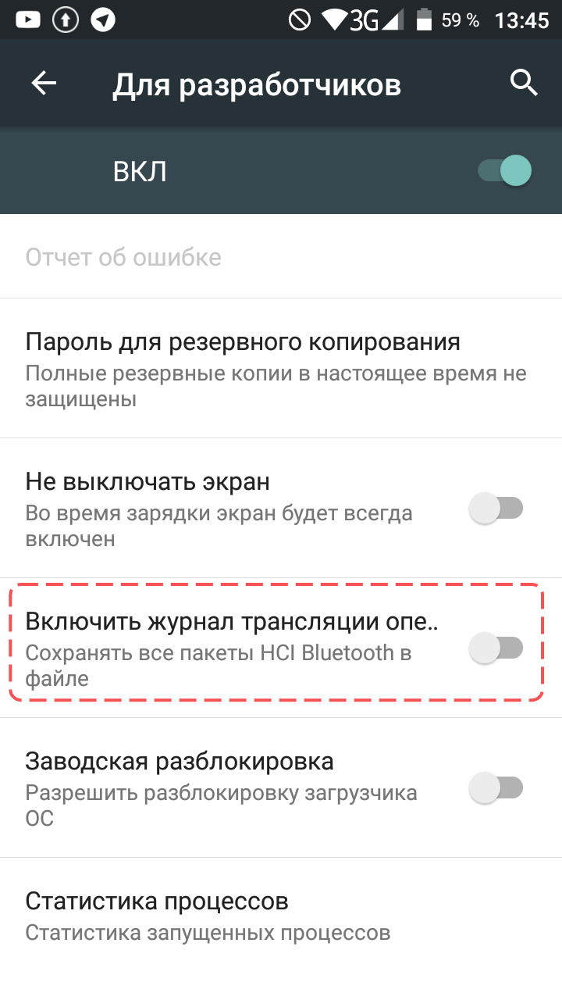 3G 59 % 13:45
Для разработчиков
ВКЛ
Отчет об ошибке
Пароль для резервного копирования
Полные резервные копии в настоящее время не
защищены
Не выключать экран
Во время зарядки экран будет всегда
включен
Включить журнал трансляции опе..
Сохранять все пакеты HCI Bluetooth в
файле
Заводская разблокировка
Разрешить разблокировку загрузчика
ОС
Статистика процессов
Статистика запущенных процессов